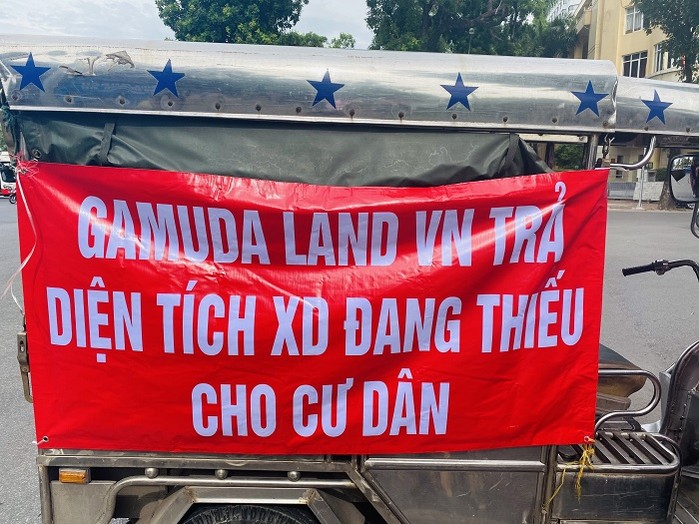 GAMUDA LAND VN TRẢ
DIỆN TÍCH XD ĐANG THIẾU
CHO CƯ DÂN